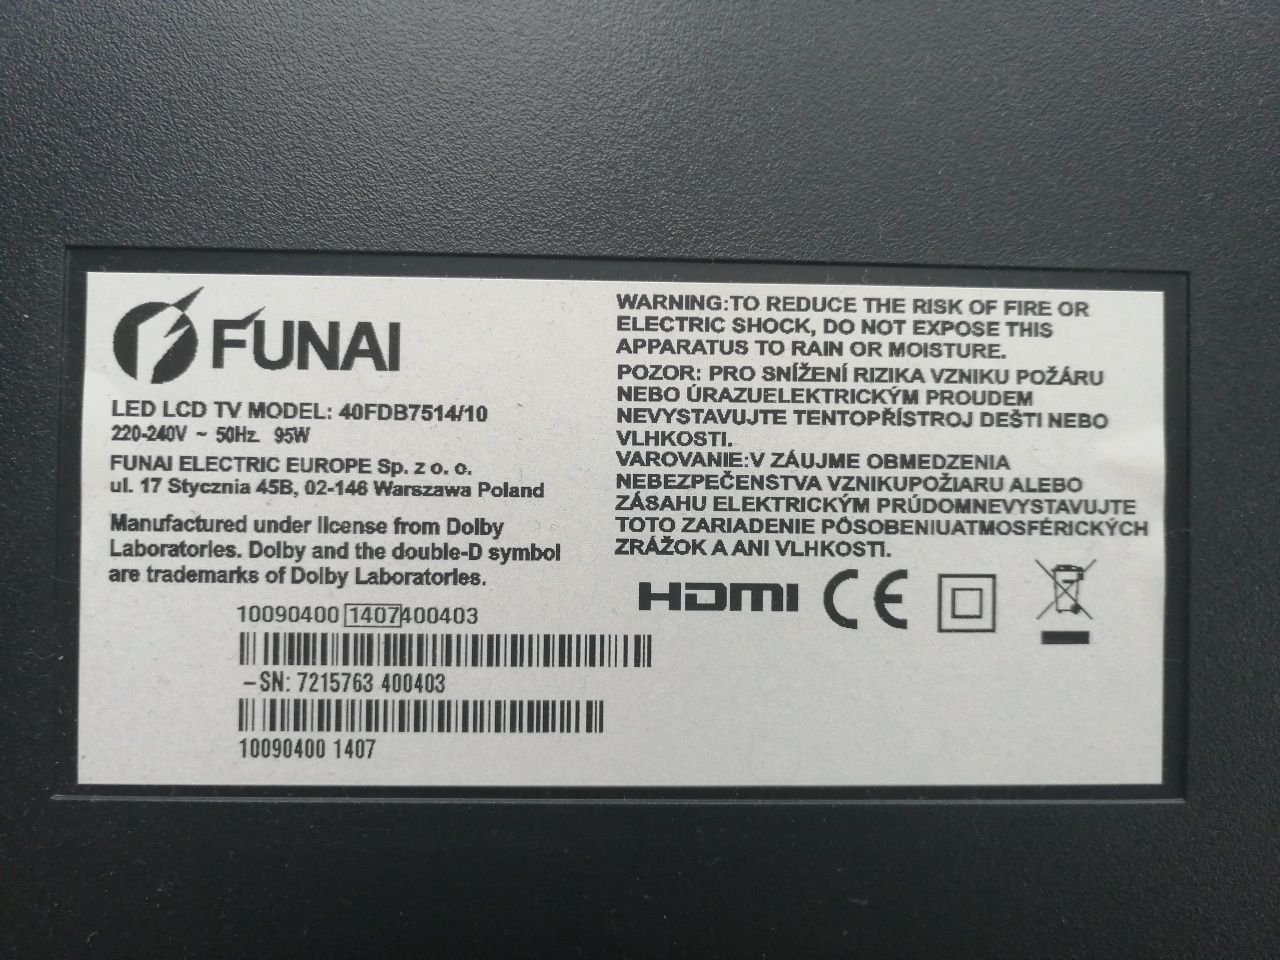 FUNAI
LED LCD TV MODEL: 40FDB7514/10
220-240V ~ 50Hz 95W
FUNAI ELECTRIC EUROPE Sp. z o. o.
ul. 17 Stycznia 45B, 02-146 Warszawa Poland
Manufactured under license from Dolby
Laboratories. Dolby and the double-D symbol
are trademarks of Dolby Laboratories.
10090400 1407400403
–SN: 7215763 400403
10090400 1407
WARNING:TO REDUCE THE RISK OF FIRE OR
ELECTRIC SHOCK, DO NOT EXPOSE THIS
APPARATUS TO RAIN OR MOISTURE.
POZOR: PRO SNÍŽENÍ RIZIKA VZNIKU POŽÁRU
NEBO ÚRAZUELEKTRICKÝM PROUDEM
NEVYSTAVUJTE TENTOPŘÍSTROJ DEŠTI NEBO
VLHKOSTI.
VAROVANIE:V ZÁUJME OBMEDZENIA
NEBEZPEČENSTVA VZNIKUPOŽIARU ALEBO
ZÁSAHU ELEKTRICKÝM PRÚDOMNEVYSTAVUJTE
TOTO ZARIADENIE PÔSOBENIUATMOSFÉRICKÝCH
ZRÁŽOK A ANI VLHKOSTI.
HDMI CE